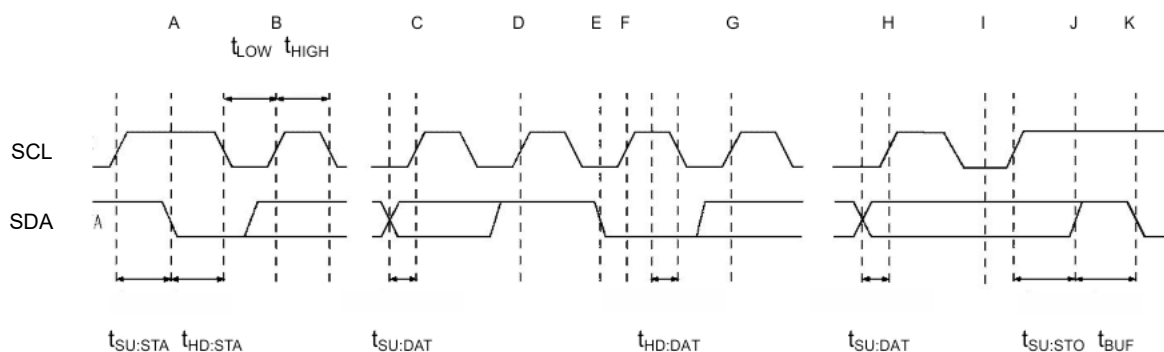 A B C D E F G H I J K
tLOW tHIGH
SCL
SDA A
tSU:STA tHD:STA tSU:DAT tHD:DAT tSU:DAT tSU:STO tBUF